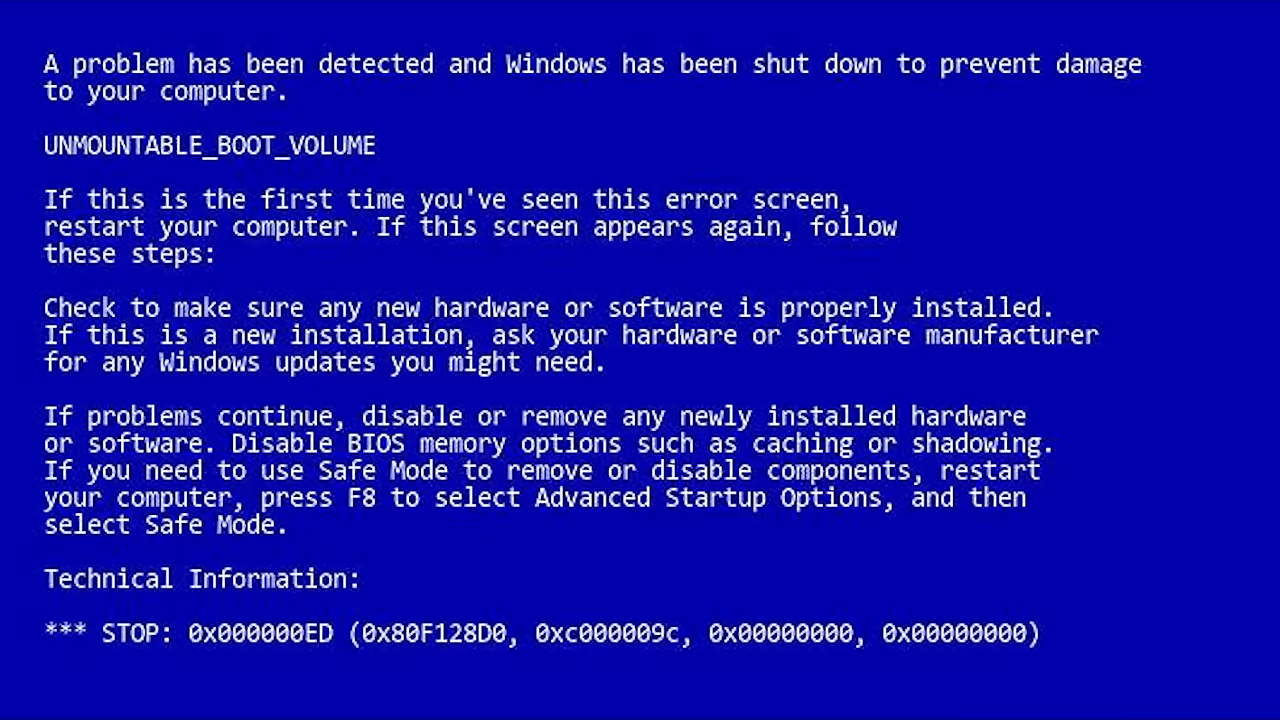 A problem has been detected and Windows has been shut down to prevent damage
to your computer.
UNMOUNTABLE_BOOT_VOLUME
If this is the first time you've seen this error screen,
restart your computer. If this screen appears again, follow
these steps:
Check to make sure any new hardware or software is properly installed.
If this is a new installation, ask your hardware or software manufacturer
for any Windows updates you might need.
If problems continue, disable or remove any newly installed hardware
or software. Disable BIOS memory options such as caching or shadowing.
If you need to use Safe Mode to remove or disable components, restart
your computer, press F8 to select Advanced Startup Options, and then
select Safe Mode.
Technical Information:
*** STOP: 0x000000ED (0x80F128D0, 0xc000009c, 0x00000000, 0x00000000)